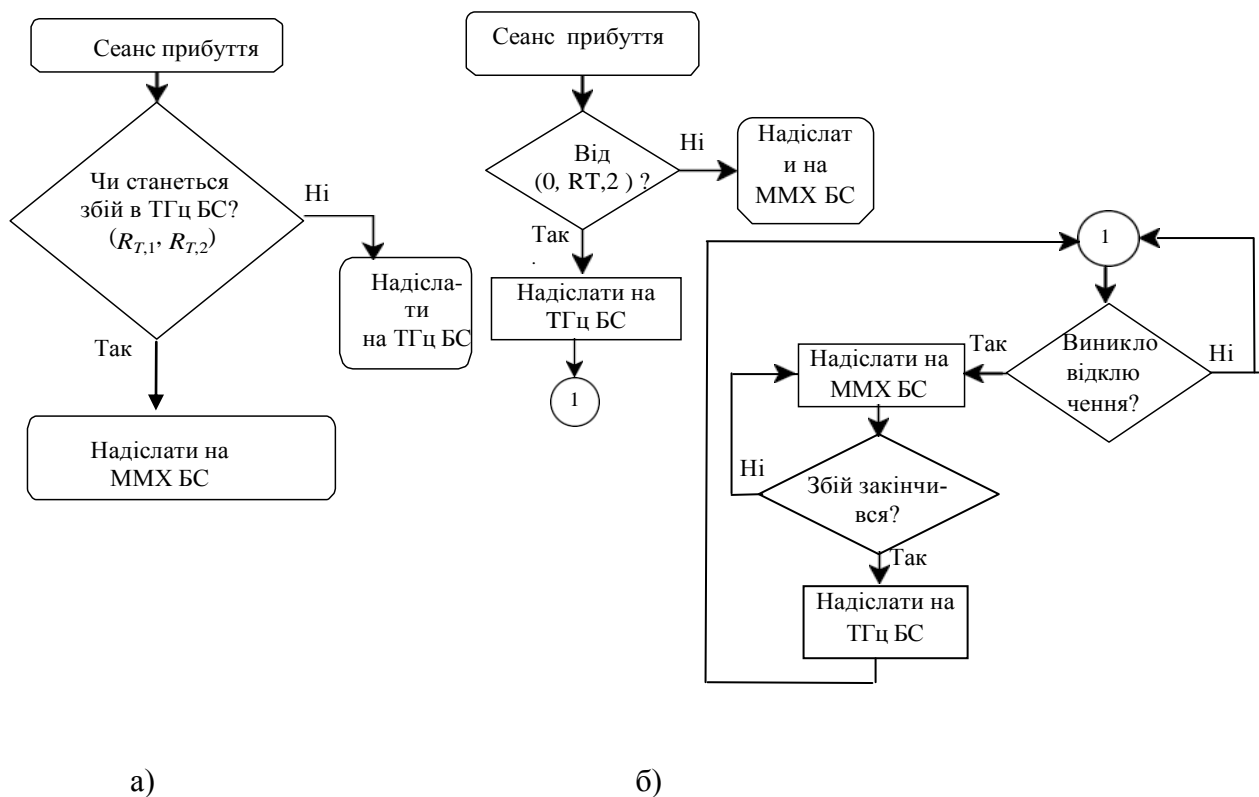 Сеанс прибуття
Чи станеться
збій в ТГц БС?
(R_{T,1}, R_{T,2})
Ні
Надісла-
ти
на ТГц БС
Так
Надіслати на
ММХ БС
а)
Сеанс прибуття
Від
(0, RT,2 ) ?
Ні
Надіслат
и на
ММХ БС
Так
.
Надіслати на
ТГц БС
1
1
Виникло
відклю
чення?
Ні
Так
Надіслати на
ММХ БС
Ні
Збій закінчи-
вся?
Так
Надіслати на
ТГц БС
б)